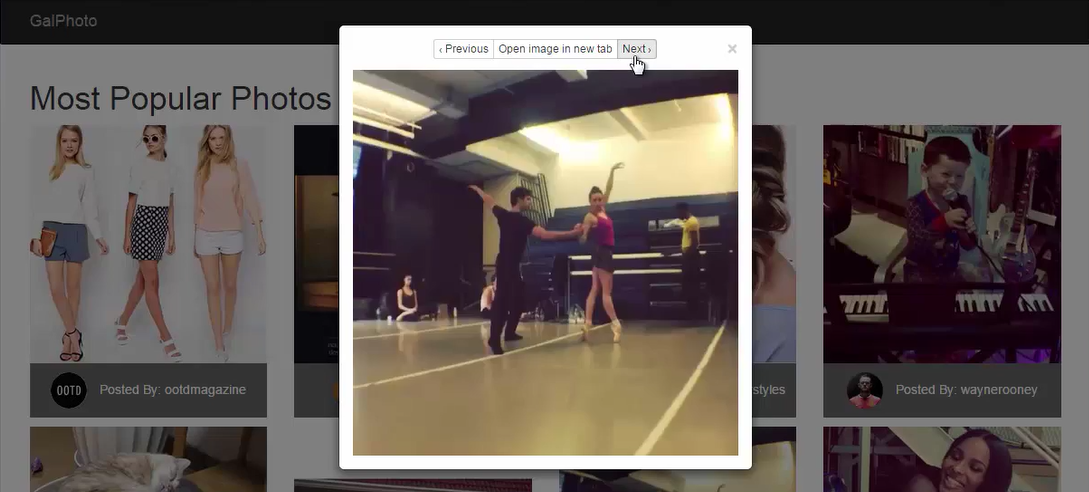 GalPhoto
‹ Previous
Open image in new tab
Next ›
×
Most Popular Photos
OOTD
Posted By: ootdmagazine
styles
Posted By: waynerooney